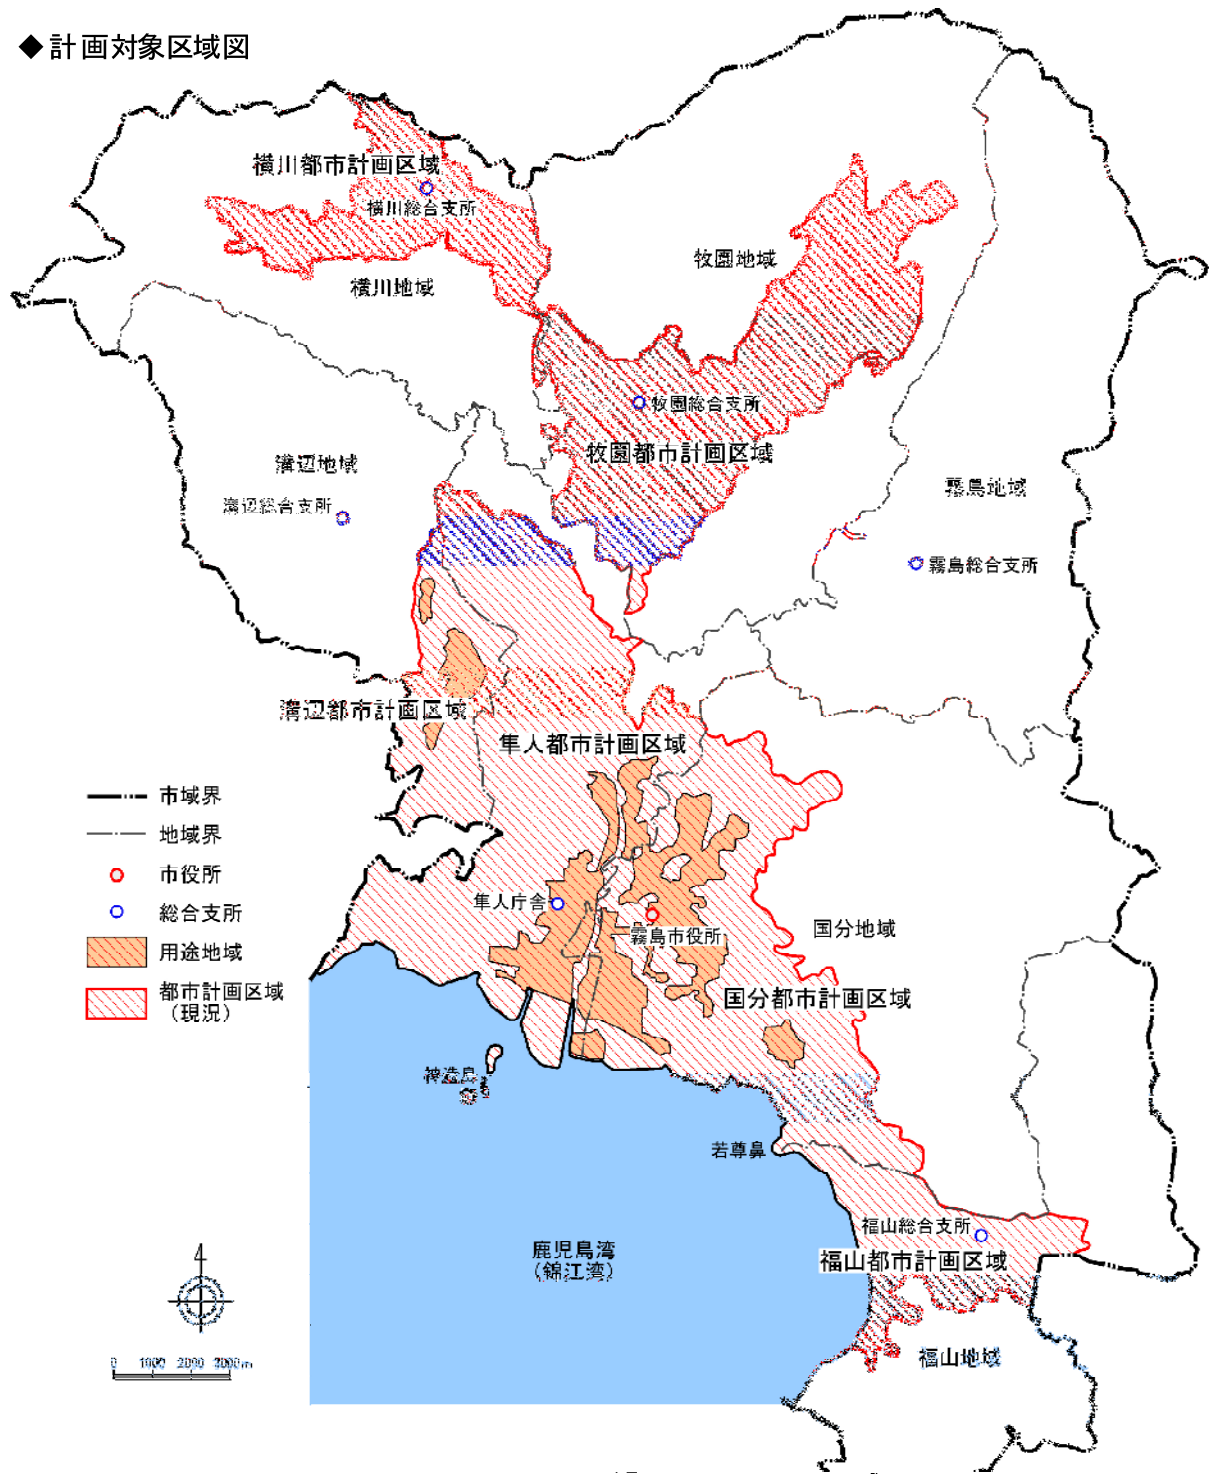 ◆計画対象区域図
横川都市計画区域
横川総合支所
牧園地域
横川地域
牧園総合支所
牧園都市計画区域
溝辺地域
霧島地域
溝辺総合支所
霧島総合支所
溝辺都市計画区域
隼人都市計画区域
市域界
地域界
市役所
総合支所
用途地域
都市計画区域
(現況)
隼人庁舎
霧島市役所
国分地域
国分都市計画区域
神造島
若尊鼻
福山総合支所
福山都市計画区域
鹿児島湾
(錦江湾)
福山地域
4
0 1000 2000 3000m